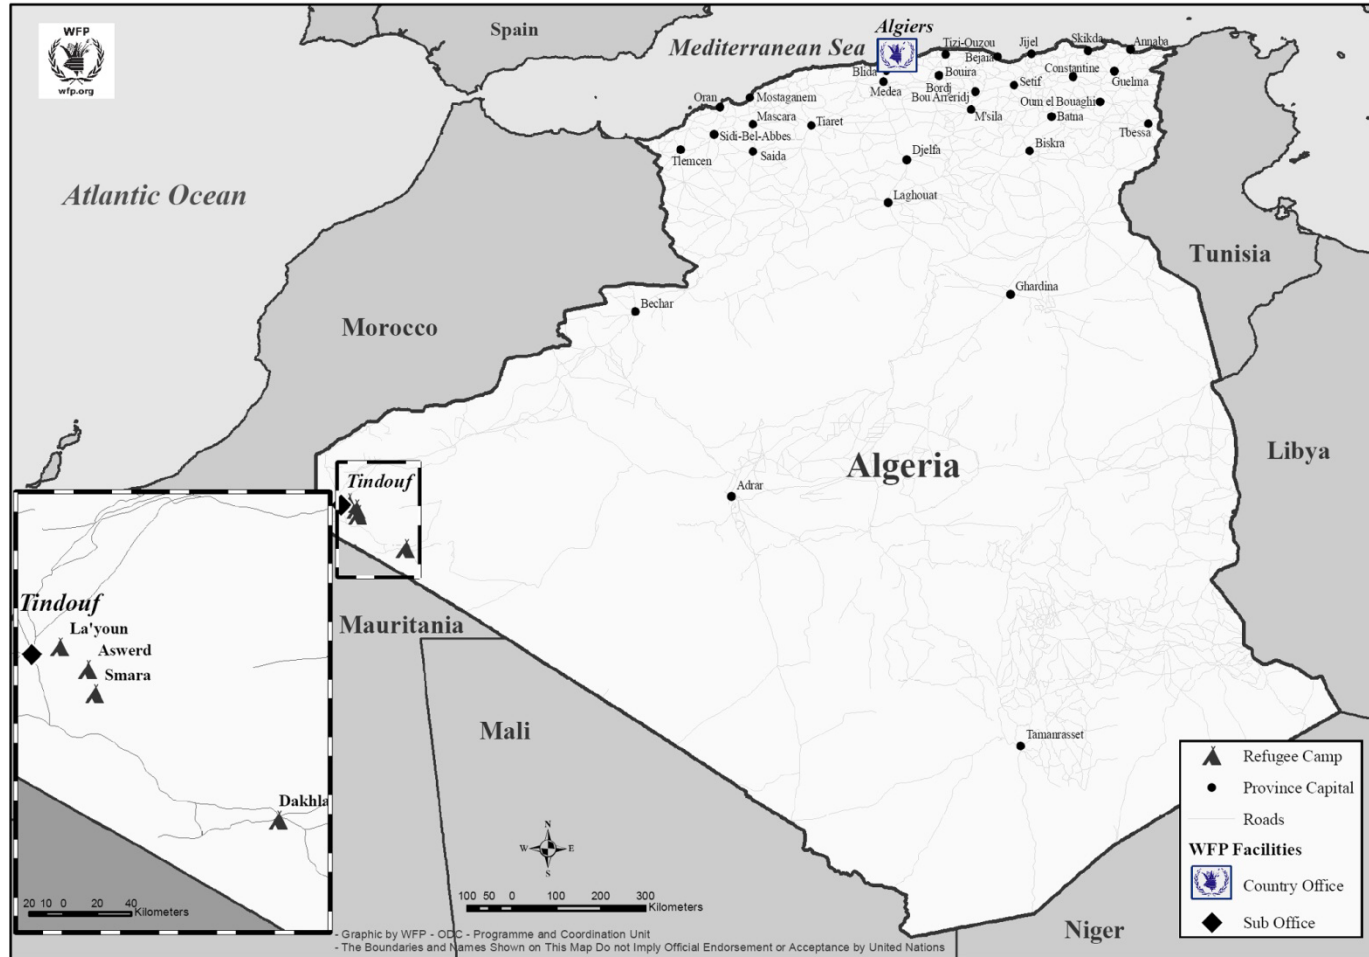 WFP
wfp.org
Spain
Mediterranean Sea
Algiers
Tizi-Ouzou
Bejaia
Jijel
Skikda
Annaba
Blida
Medea
Bouira
Bordj
Bou Arreridj
Setif
Constantine
Guelma
Oum el Bouaghi
M'sila
Batna
Tbessa
Oran
Mostaganem
Mascara
Tiaret
Sidi-Bel-Abbes
Tlemcen
Saida
Djelfa
Biskra
Laghouat
Atlantic Ocean
Tunisia
Ghardina
Bechar
Morocco
Libya
Algeria
Adrar
Tindouf
Mauritania
Mali
Tamanrasset
Niger
Tindouf
La'youn
Aswerd
Smara
Dakhla
20 10 0 20 40
Kilometers
N
W E
S
100 50 0 100 200 300
Kilometers
Refugee Camp
Province Capital
Roads
WFP Facilities
Country Office
Sub Office
- Graphic by WFP - ODC - Programme and Coordination Unit
- The Boundaries and Names Shown on This Map Do not Imply Official Endorsement or Acceptance by United Nations